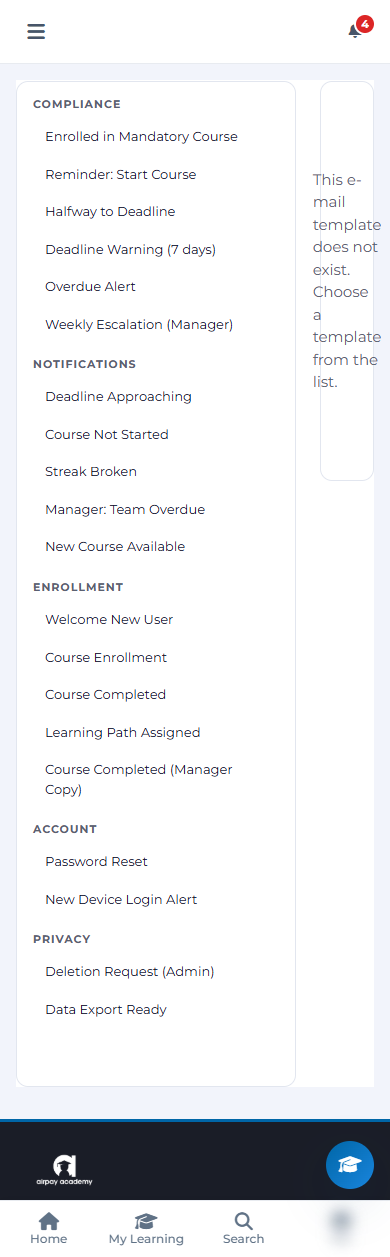 4
COMPLIANCE
Enrolled in Mandatory Course
Reminder: Start Course
Halfway to Deadline
Deadline Warning (7 days)
Overdue Alert
Weekly Escalation (Manager)
NOTIFICATIONS
Deadline Approaching
Course Not Started
Streak Broken
Manager: Team Overdue
New Course Available
ENROLLMENT
Welcome New User
Course Enrollment
Course Completed
Learning Path Assigned
Course Completed (Manager
Copy)
ACCOUNT
Password Reset
New Device Login Alert
PRIVACY
Deletion Request (Admin)
Data Export Ready
This e-
mail
template
does not
exist.
Choose
a
template
from the
list.
airpay academy
Home
My Learning
Search